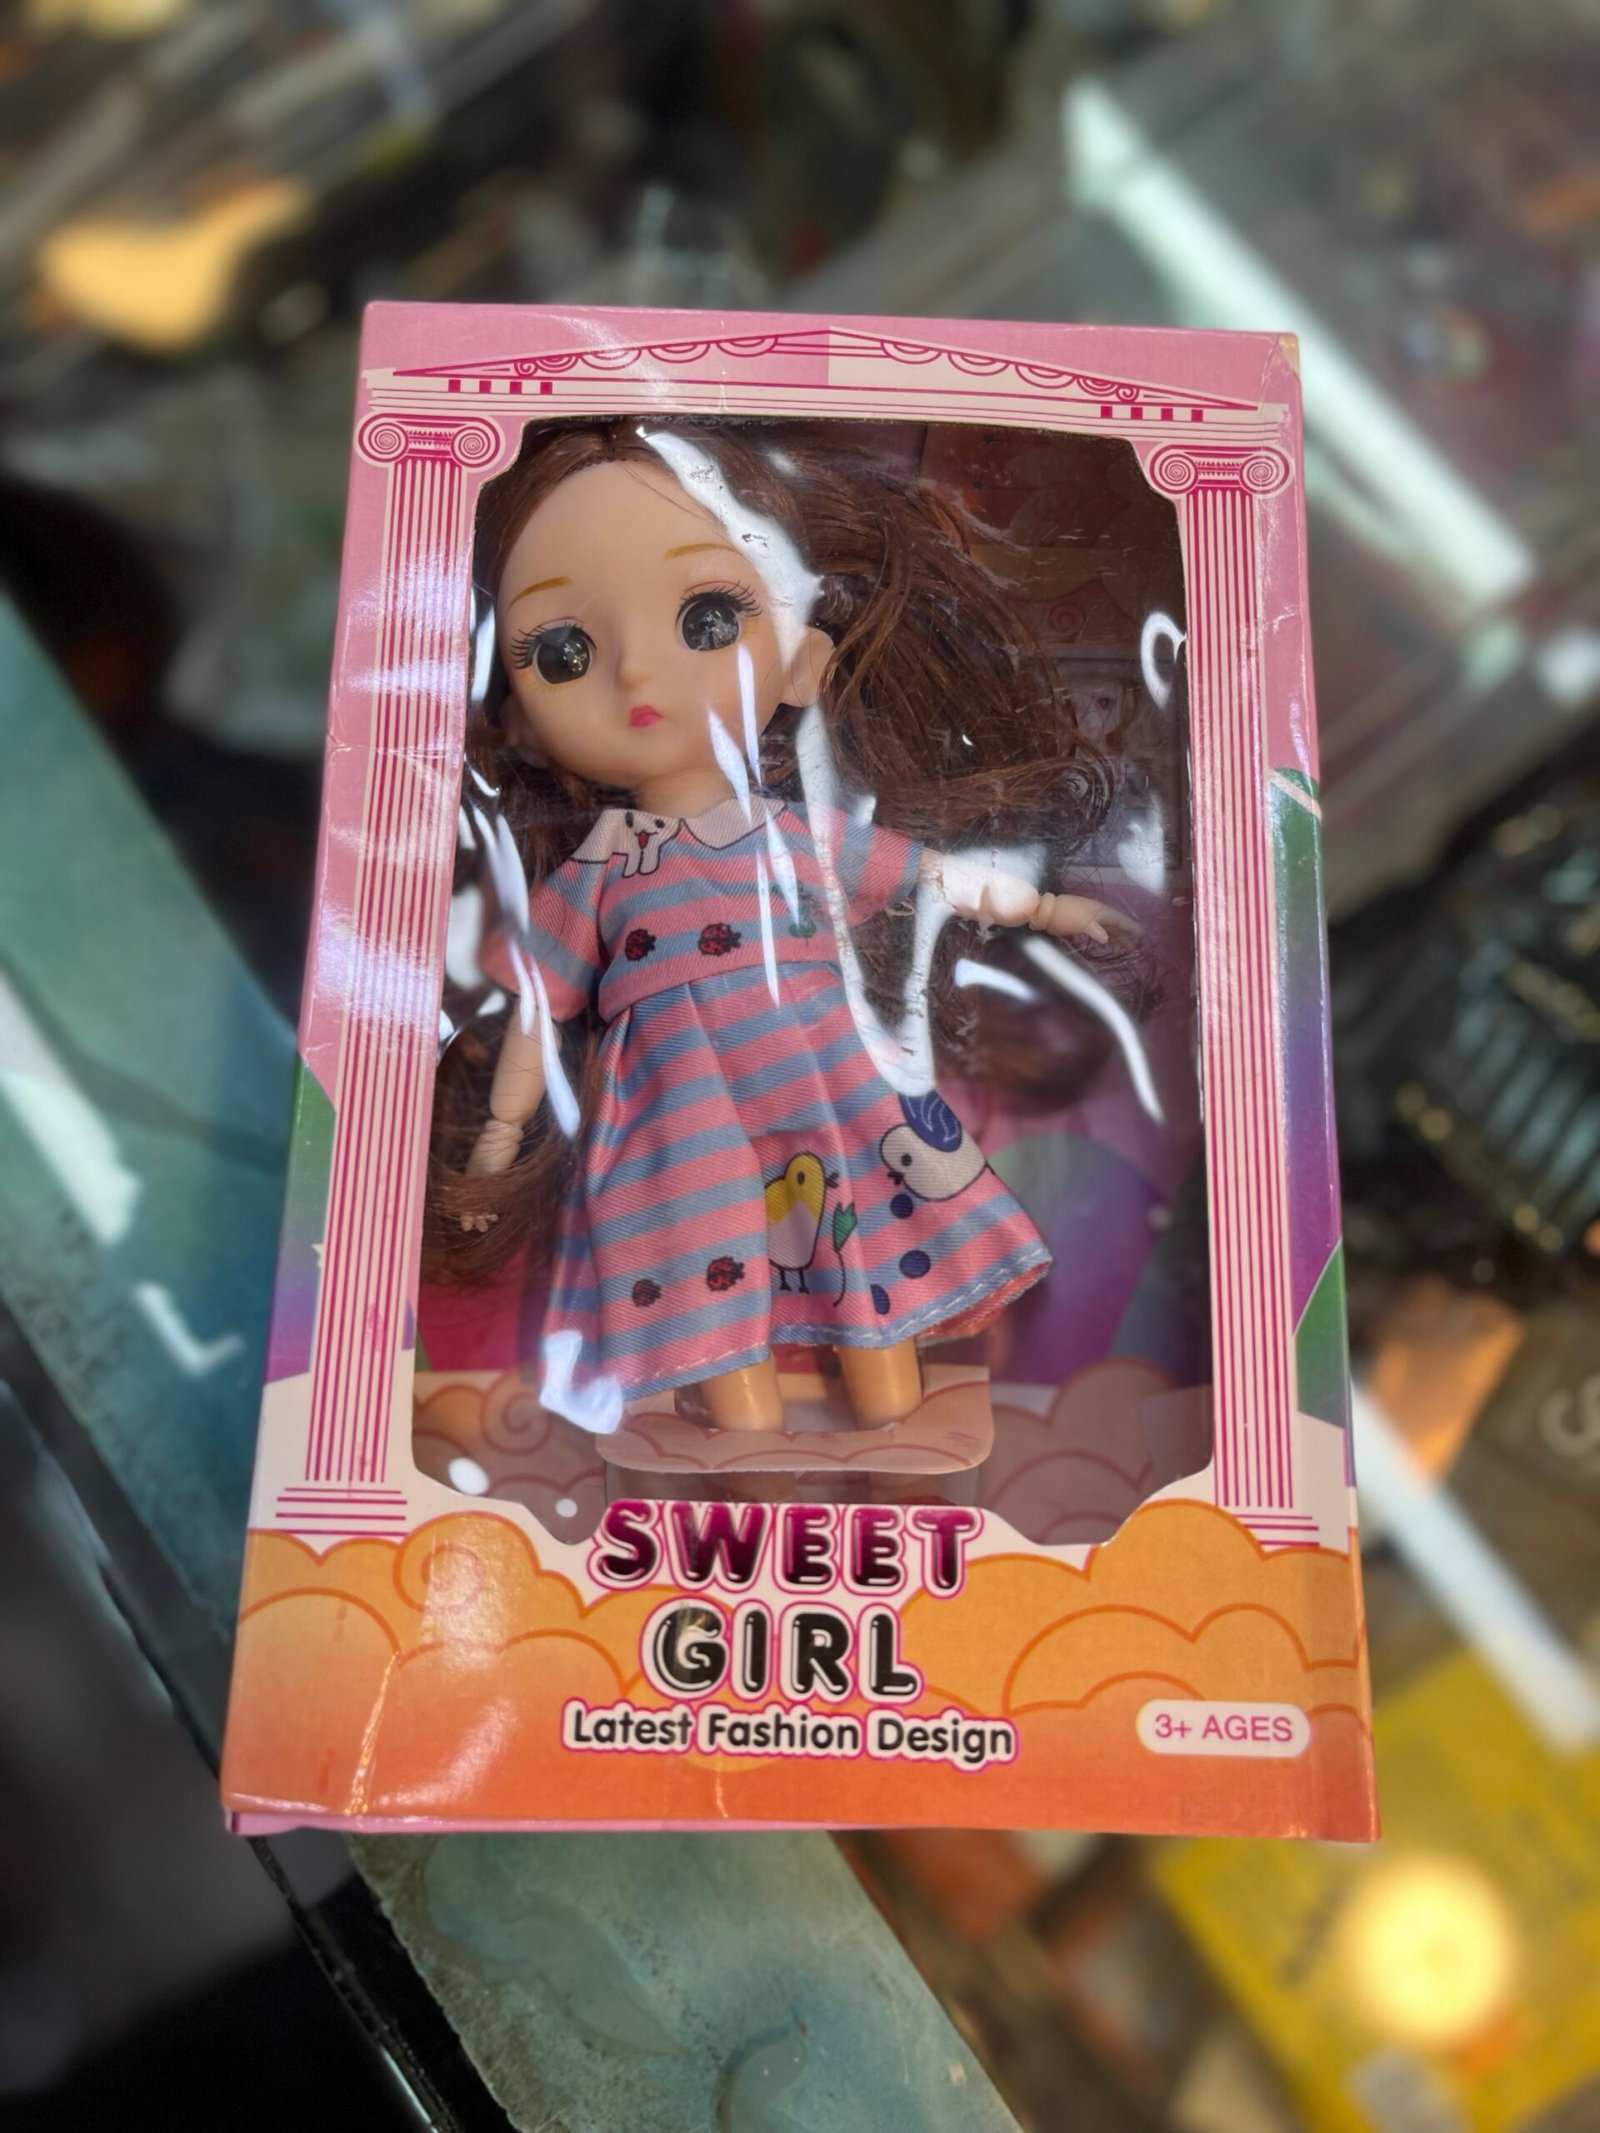 SWEET
GIRL
Latest Fashion Design
3+ AGES